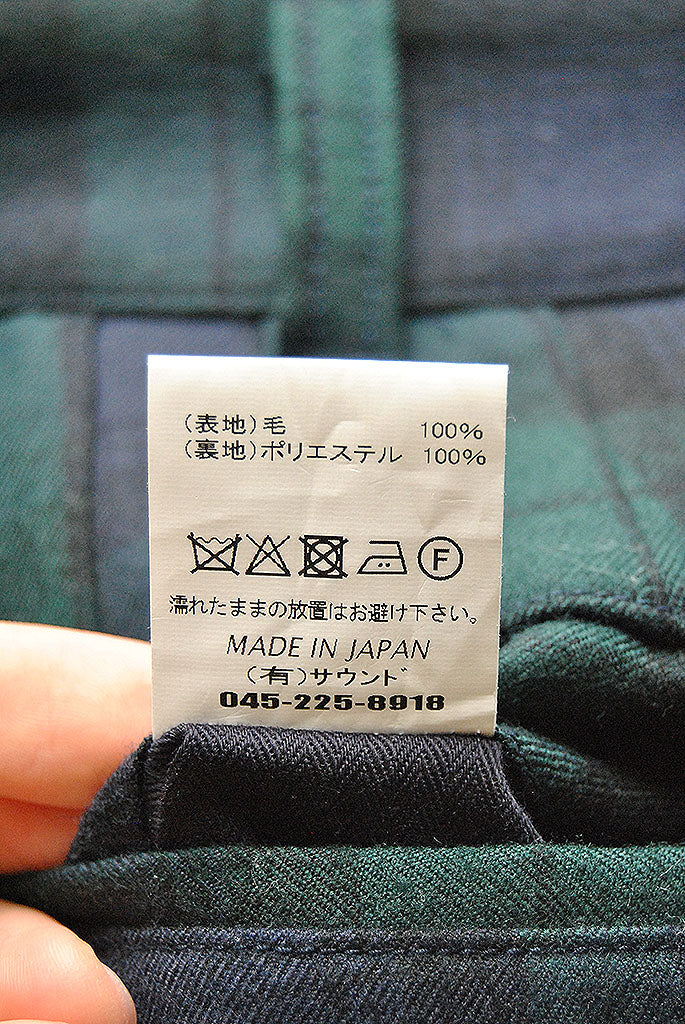 （表地）毛 100%
（裏地）ポリエステル 100%
F
濡れたままの放置はお避け下さい。
MADE IN JAPAN
（有）サウンド
045-225-8918